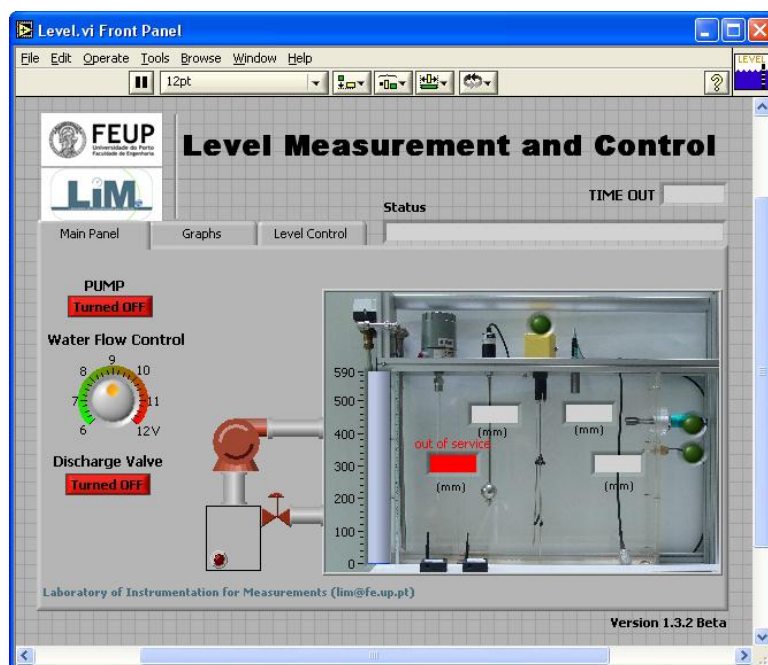 Level.vi Front Panel
File Edit Operate Tools Browse Window Help
12pt
?
LEVEL
FEUP
Universidade do Porto
Faculdade de Engenharia
LiM
Level Measurement and Control
TIME OUT
Status
Main Panel Graphs Level Control
PUMP
Turned OFF
Water Flow Control
6 7 8 9 10 11 12V
Discharge Valve
Turned OFF
590
500
400
300
200
100
0
(mm)
(mm)
out of service
(mm)
(mm)
Laboratory of Instrumentation for Measurements (lim@fe.up.pt)
Version 1.3.2 Beta